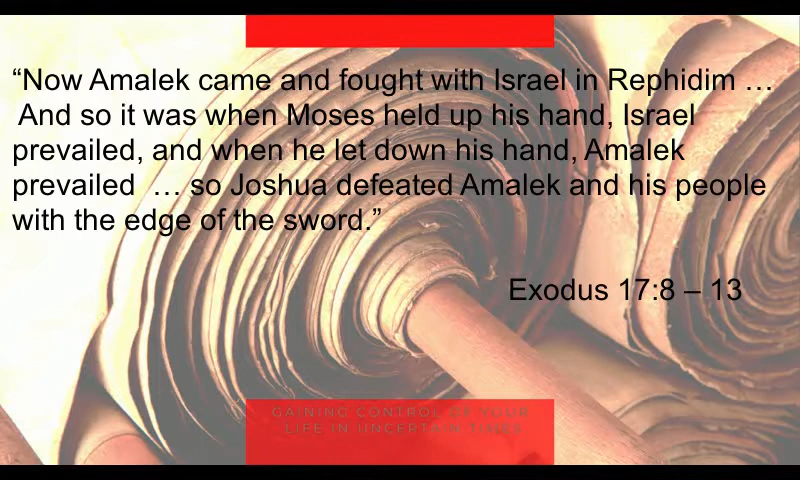 “Now Amalek came and fought with Israel in Rephidim …
And so it was when Moses held up his hand, Israel
prevailed, and when he let down his hand, Amalek
prevailed … so Joshua defeated Amalek and his people
with the edge of the sword.”
Exodus 17:8 – 13
GAINING CONTROL OF YOUR
LIFE IN UNCERTAIN TIMES